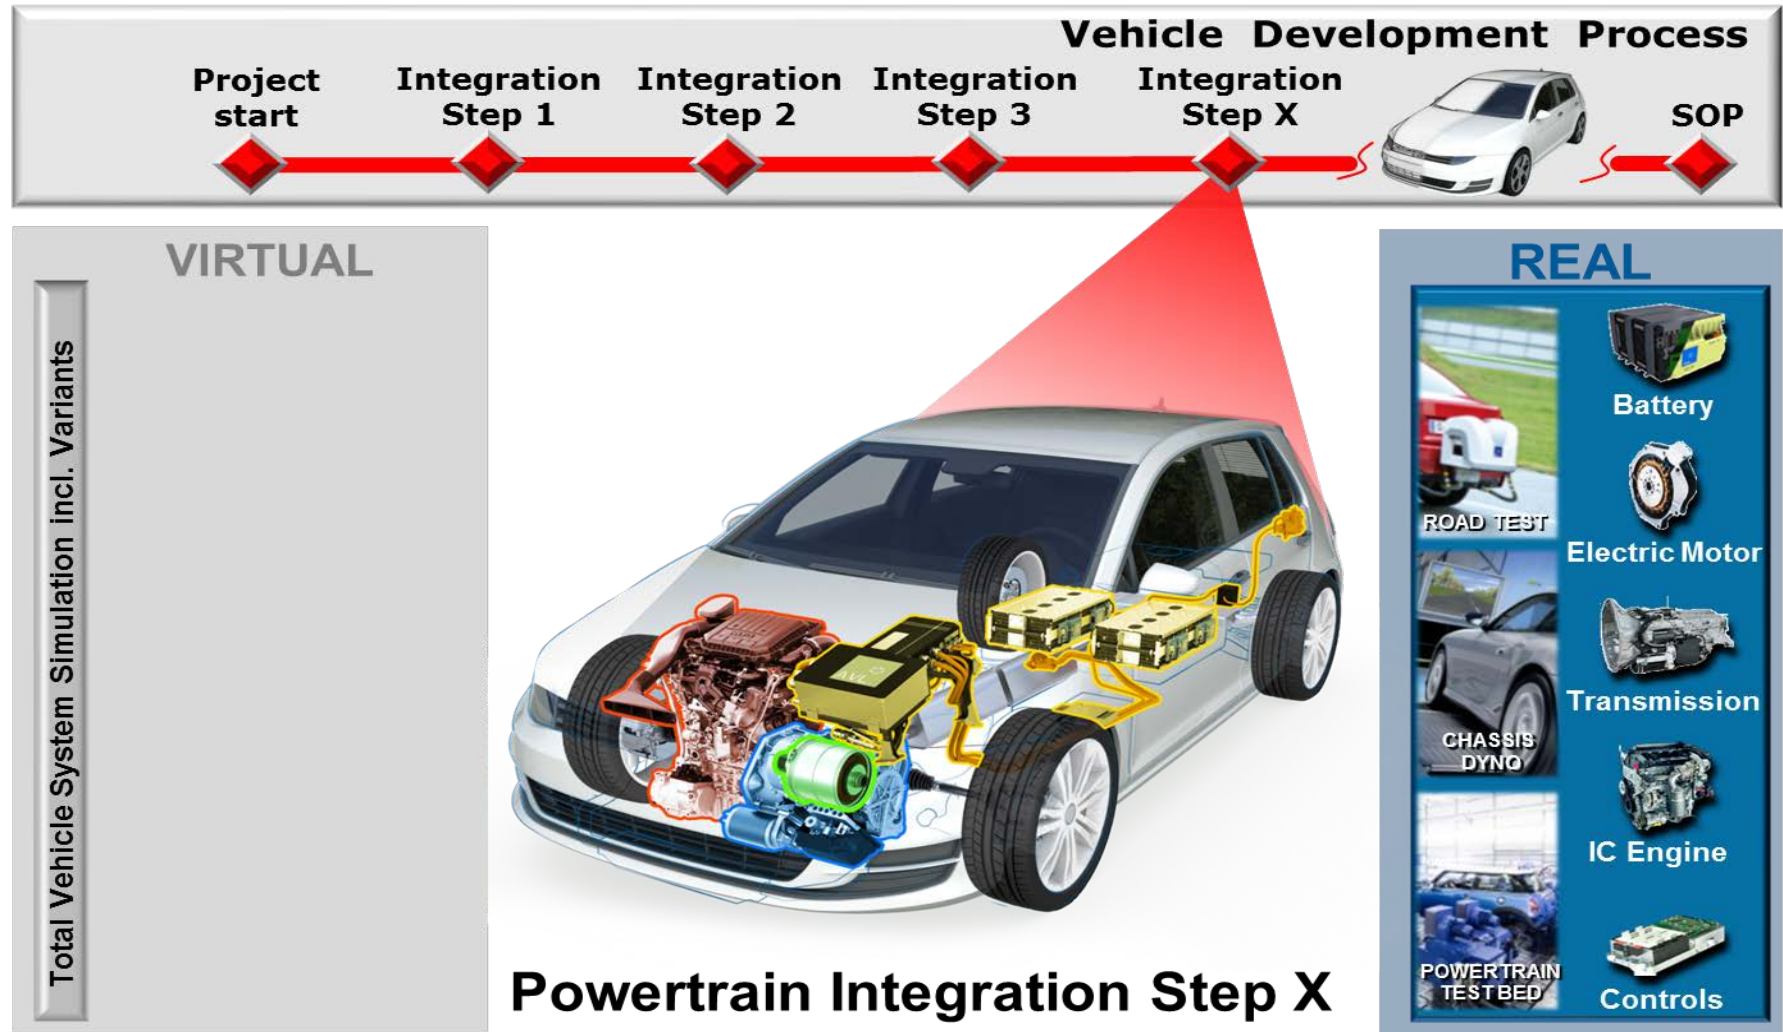 Vehicle Development Process
Project
start
Integration
Step 1
Integration
Step 2
Integration
Step 3
Integration
Step X
SOP
VIRTUAL
Total Vehicle System Simulation incl. Variants
AVL
Powertrain Integration Step X
REAL
ROAD TEST
CHASSIS
DYNO
POWERTRAIN
TESTBED
Battery
Electric Motor
Transmission
IC Engine
Controls